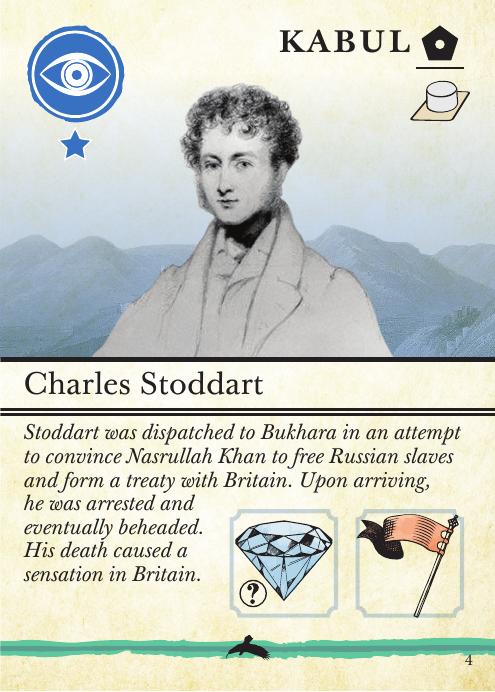 KABUL
Charles Stoddart
Stoddart was dispatched to Bukhara in an attempt
to convince Nasrullah Khan to free Russian slaves
and form a treaty with Britain. Upon arriving,
he was arrested and
eventually beheaded.
His death caused a
sensation in Britain.
?
4